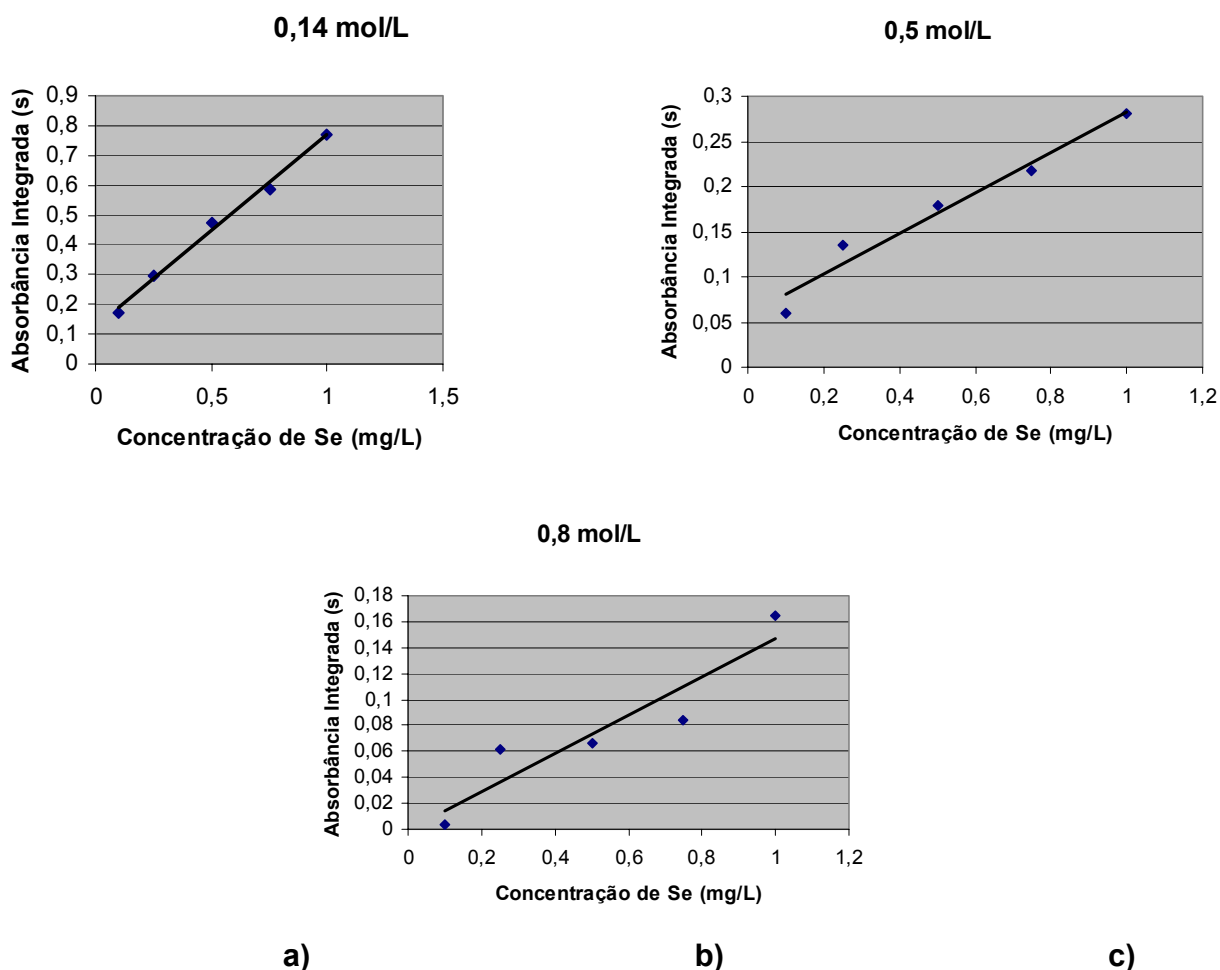 0,14 mol/L
0,9
0,8
0,7
0,6
0,5
0,4
0,3
0,2
0,1
0
Absorbância Integrada (s)
0 0,5 1 1,5
Concentração de Se (mg/L)
0,5 mol/L
0,3
0,25
0,2
0,15
0,1
0,05
0
Absorbância Integrada (s)
0 0,2 0,4 0,6 0,8 1 1,2
Concentração de Se (mg/L)
0,8 mol/L
0,18
0,16
0,14
0,12
0,1
0,08
0,06
0,04
0,02
0
Absorbância Integrada (s)
0 0,2 0,4 0,6 0,8 1 1,2
Concentração de Se (mg/L)
a) b) c)